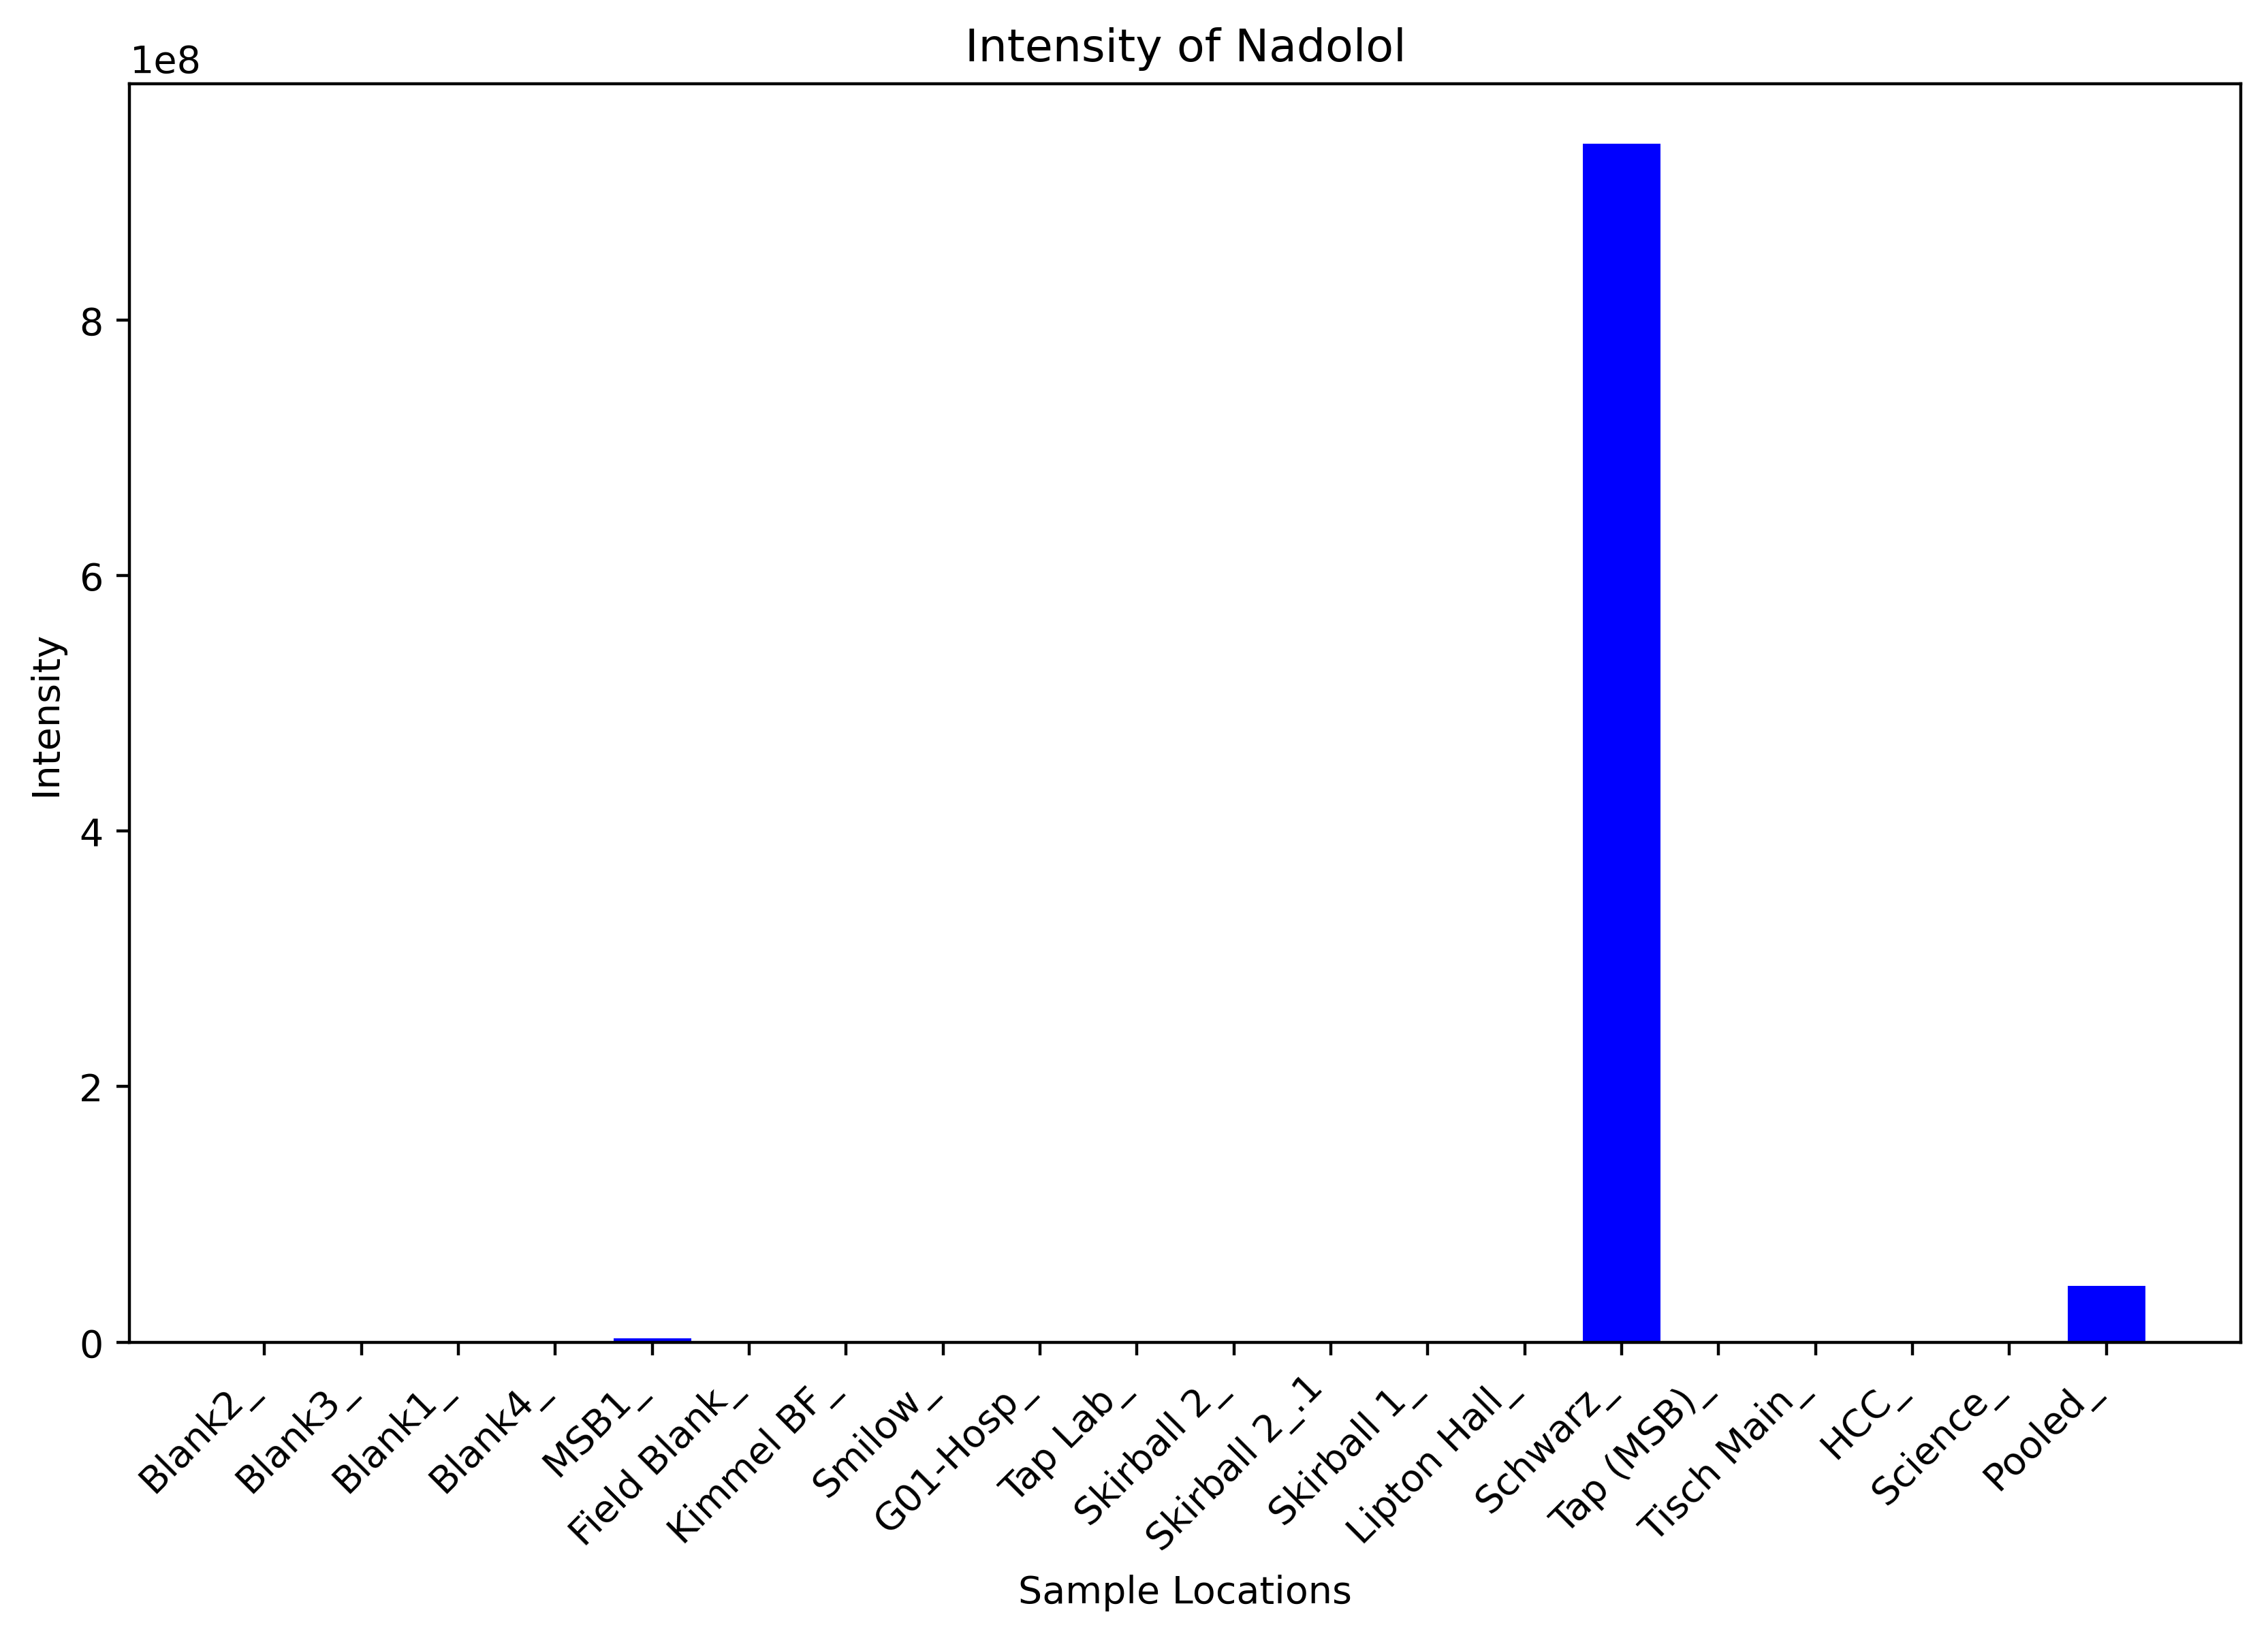 Intensity of Nadolol
1e8
8
6
4
2
0
Intensity
Blank2_
Blank3_
Blank1_
Blank4_
MSB1_
Field Blank_
Kimmel BF_
Smilow_
G01-Hosp_
Tap Lab_
Skirball 2_
Skirball 2_.1
Skirball 1_
Lipton Hall_
Schwarz_
Tap (MSB)_
Tisch Main_
HCC_
Science_
Pooled_
Sample Locations